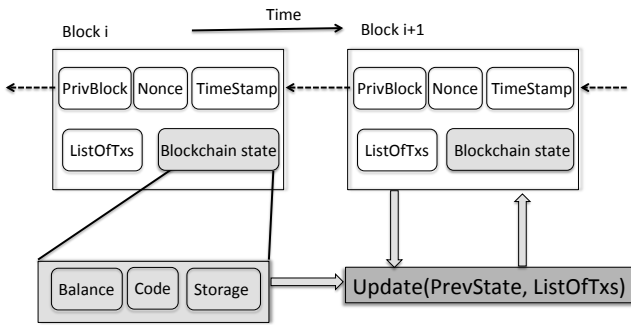 Time
Block i
Block i+1
PrivBlock Nonce TimeStamp
PrivBlock Nonce TimeStamp
ListOfTxs Blockchain state
ListOfTxs Blockchain state
Balance Code Storage
Update(PrevState, ListOfTxs)